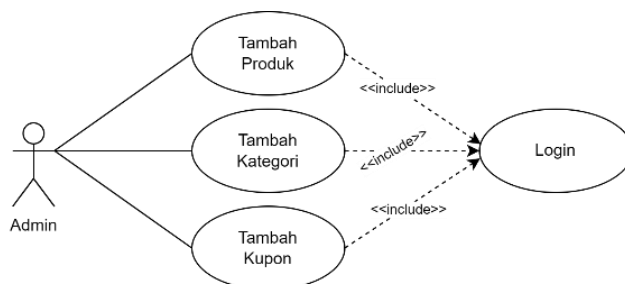 Tambah
Produk
<<include>>
Tambah
Kategori
<<include>>
Login
Admin
<<include>>
Tambah
Kupon